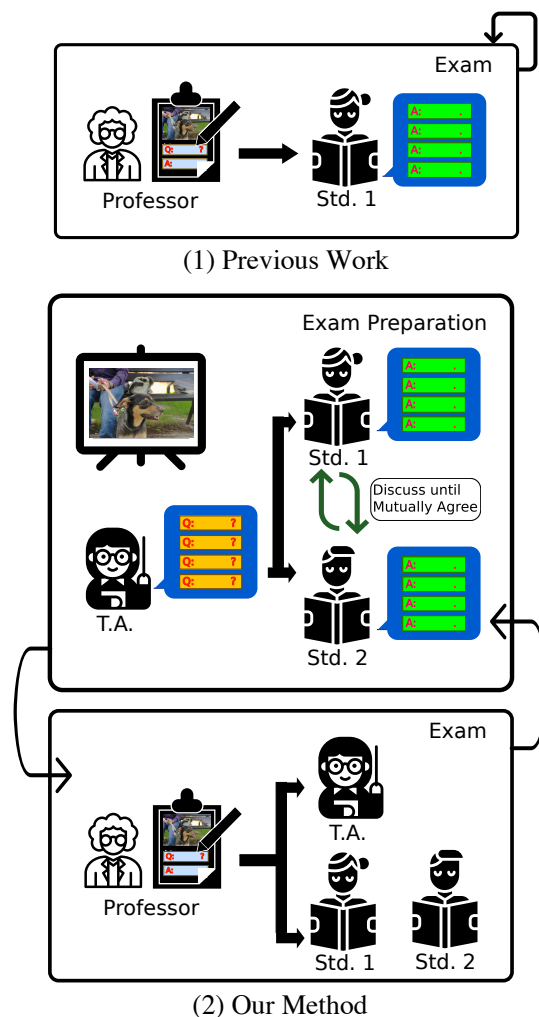 Exam
Q: ?
A:
Professor
A: .
A: .
A: .
A: .
Std. 1
(1) Previous Work
Exam Preparation
A: .
A: .
A: .
A: .
Std. 1
Discuss until
Mutually Agree
Q: ?
Q: ?
Q: ?
Q: ?
T.A.
A: .
A: .
A: .
A: .
Std. 2
Exam
T.A.
Q: ?
A:
Professor
Std. 1
Std. 2
(2) Our Method